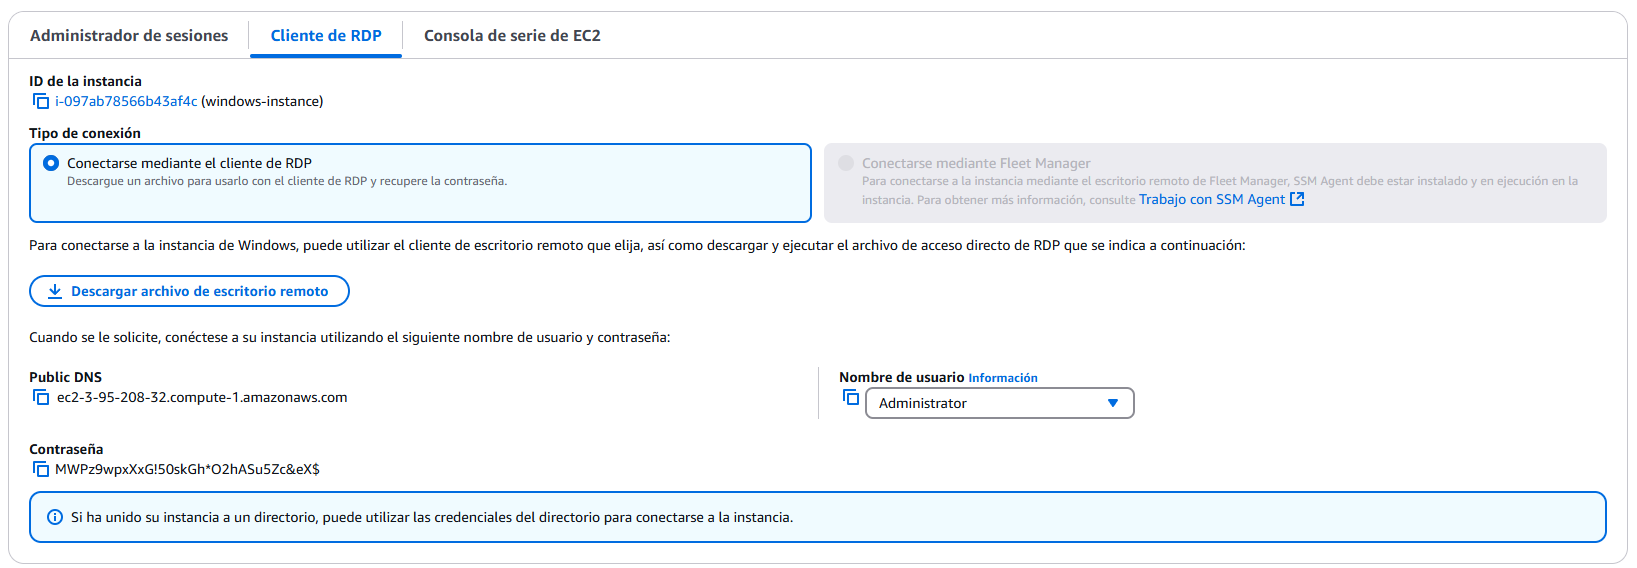 Administrador de sesiones
Cliente de RDP
Consola de serie de EC2
ID de la instancia
i-097ab78566b43af4c (windows-instance)
Tipo de conexión
Conectarse mediante el cliente de RDP
Descargue un archivo para usarlo con el cliente de RDP y recupere la contraseña.
Conectarse mediante Fleet Manager
Para conectarse a la instancia mediante el escritorio remoto de Fleet Manager, SSM Agent debe estar instalado y en ejecución en la
instancia. Para obtener más información, consulte Trabajo con SSM Agent
Para conectarse a la instancia de Windows, puede utilizar el cliente de escritorio remoto que elija, así como descargar y ejecutar el archivo de acceso directo de RDP que se indica a continuación:
Descargar archivo de escritorio remoto
Cuando se le solicite, conéctese a su instancia utilizando el siguiente nombre de usuario y contraseña:
Public DNS
ec2-3-95-208-32.compute-1.amazonaws.com
Nombre de usuario Información
Administrator
Contraseña
MWPz9wpxXxG!50skGh*O2hASu5Zc&eX$
Si ha unido su instancia a un directorio, puede utilizar las credenciales del directorio para conectarse a la instancia.